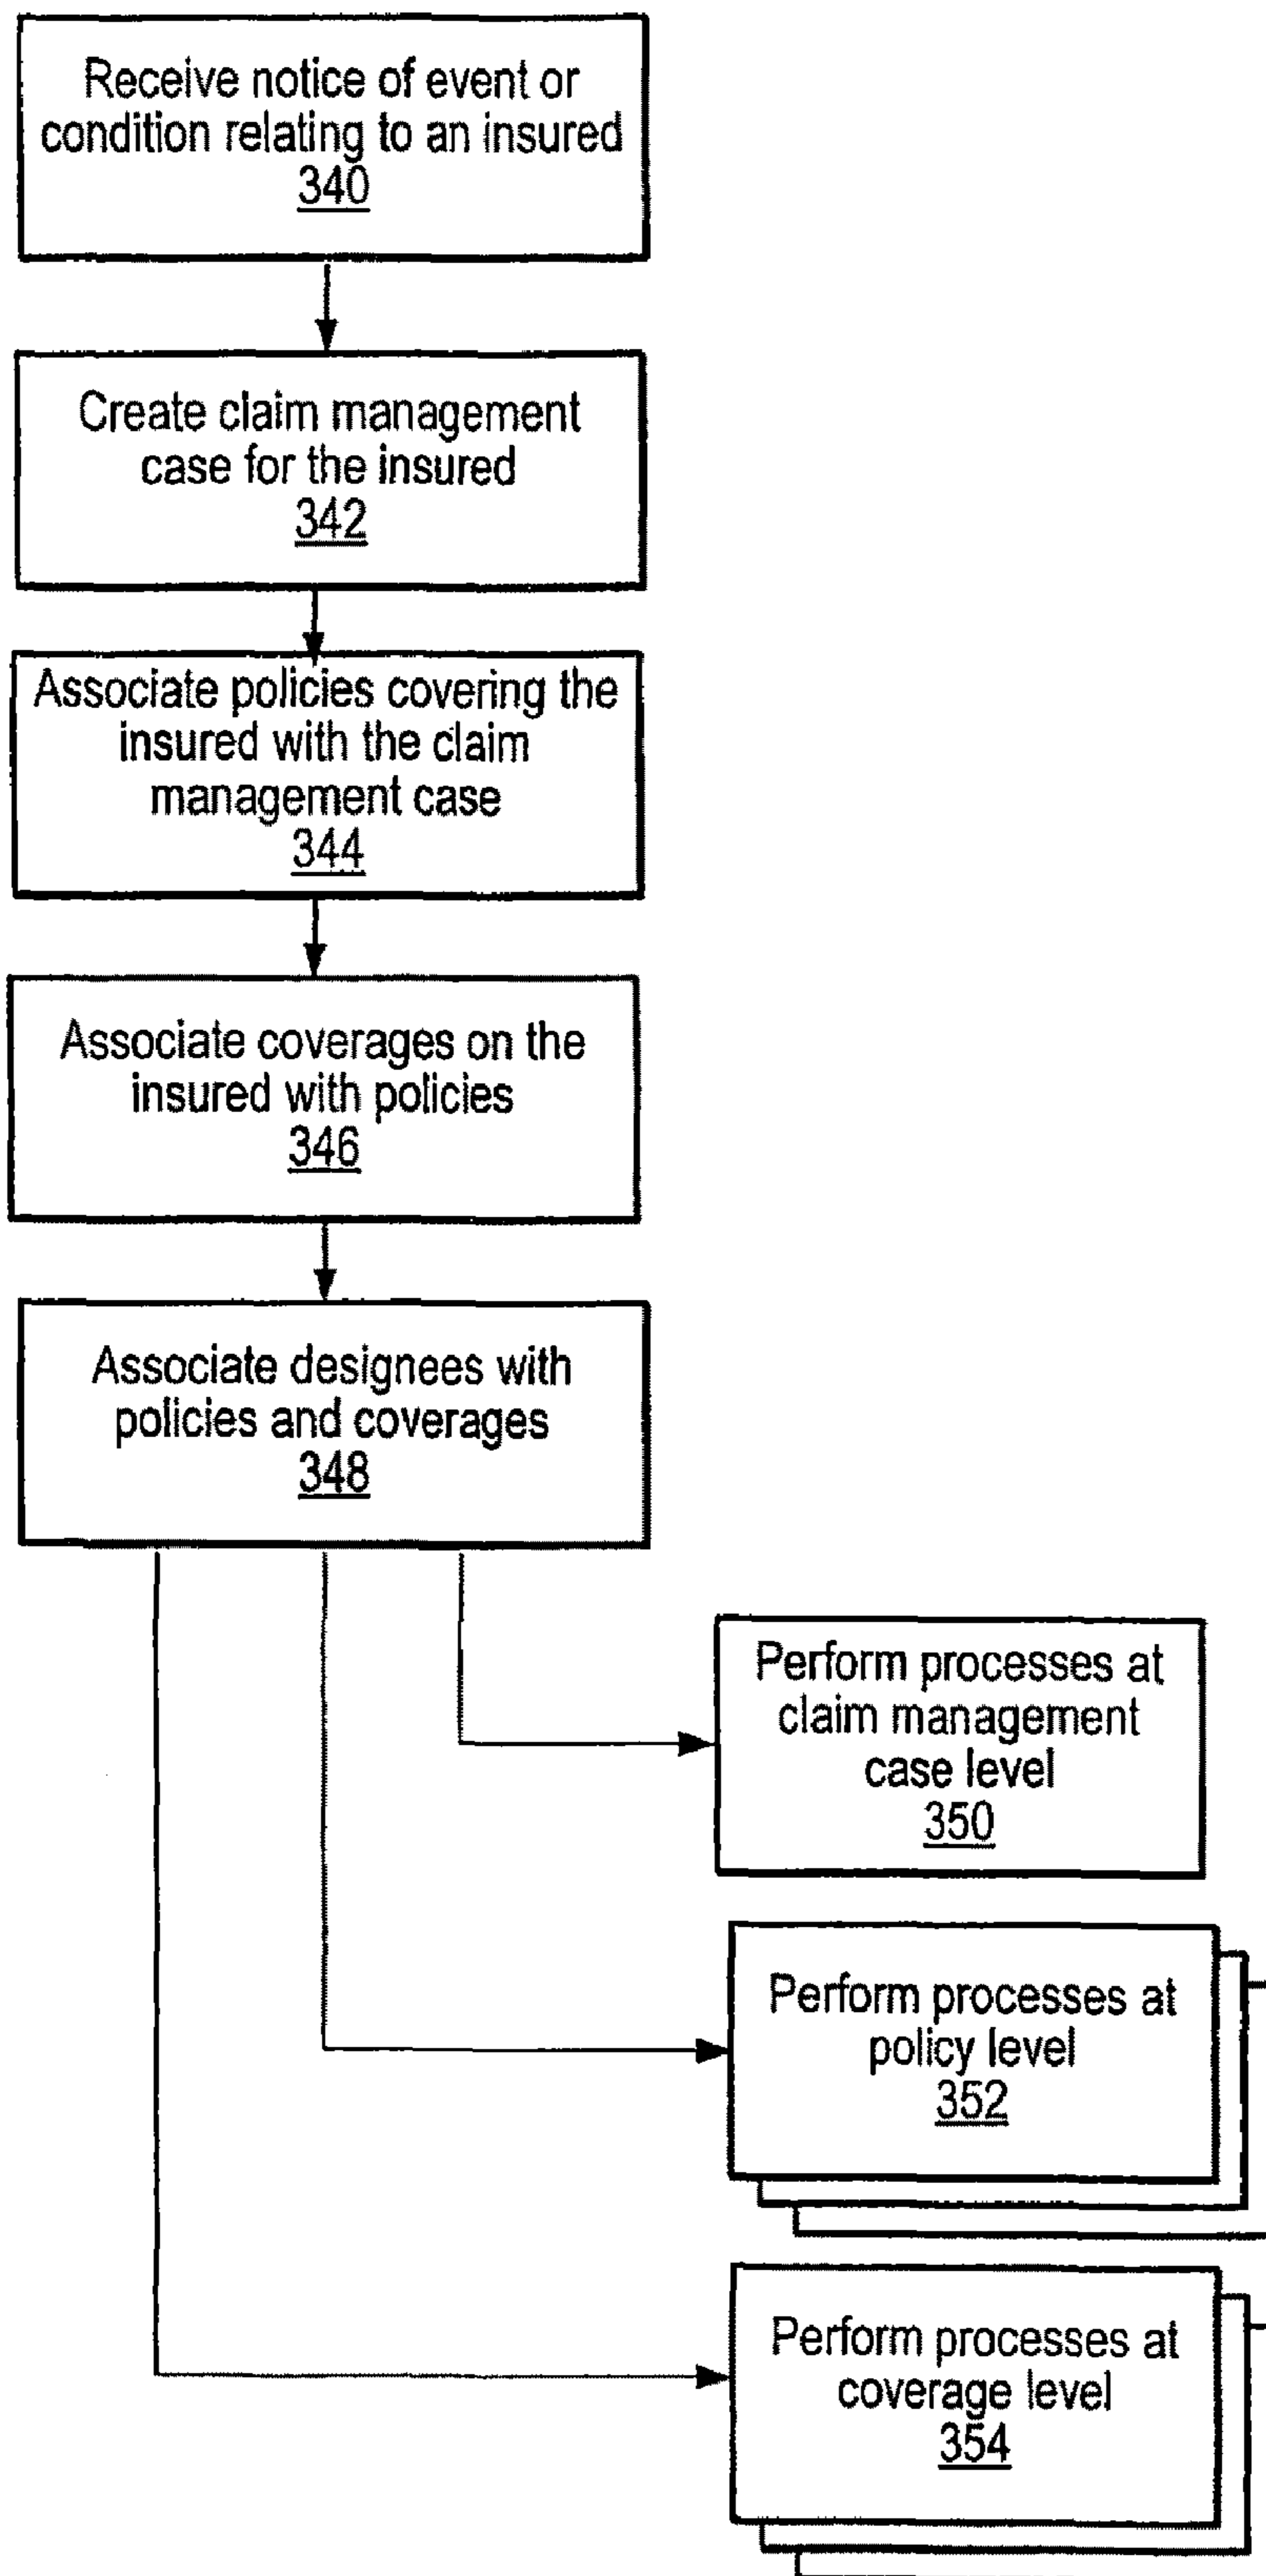 Receive notice of event or
condition relating to an insured
340
Create claim management
case for the insured
342
Associate policies covering the
insured with the claim
management case
344
Associate coverages on the
insured with policies
346
Associate designees with
policies and coverages
348
Perform processes at
claim management
case level
350
Perform processes at
policy level
352
Perform processes at
coverage level
354